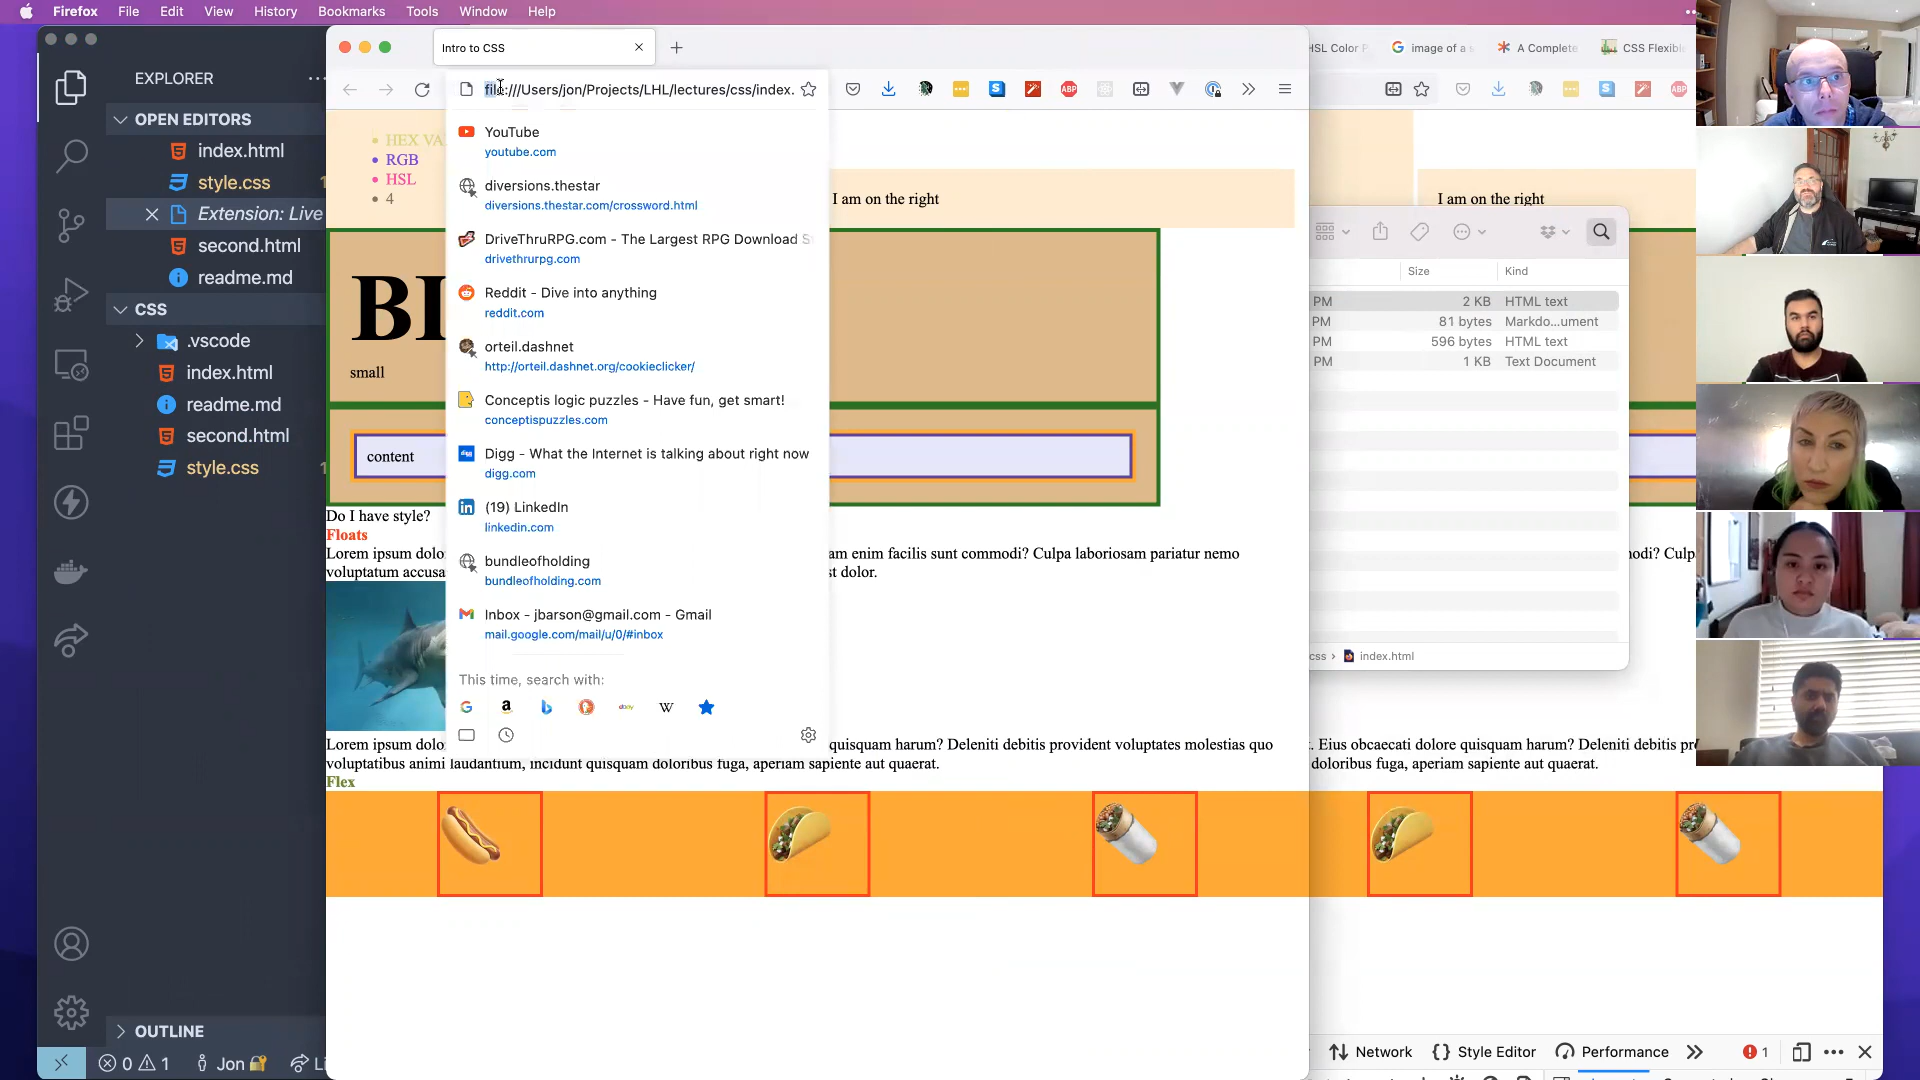 Firefox File Edit View History Bookmarks Tools Window Help
EXPLORER
OPEN EDITORS
index.html
style.css 1
Extension: Live
second.html
readme.md
CSS
.vscode
index.html
readme.md
second.html
style.css 1
OUTLINE
0 1 Jon
Intro to CSS
file:///Users/jon/Projects/LHL/lectures/css/index.
HEX VA
RGB
HSL
4
YouTube
youtube.com
diversions.thestar
diversions.thestar.com/crossword.html
DriveThruRPG.com - The Largest RPG Download S
drivethrurpg.com
Reddit - Dive into anything
reddit.com
orteil.dashnet
http://orteil.dashnet.org/cookieclicker/
Conceptis logic puzzles - Have fun, get smart!
conceptispuzzles.com
Digg - What the Internet is talking about right now
digg.com
(19) LinkedIn
linkedin.com
bundleofholding
bundleofholding.com
Inbox - jbarson@gmail.com - Gmail
mail.google.com/mail/u/0/#inbox
This time, search with:
I am on the right
BI
small
content
Do I have style?
Floats
Lorem ipsum dolo am enim facilis sunt commodi? Culpa laboriosam pariatur nemo
voluptatum accusa st dolor.
Lorem ipsum dolo quisquam harum? Deleniti debitis provident voluptates molestias quo
voluptatibus animi laudantium, incidunt quisquam doloribus fuga, aperiam sapiente aut quaerat.
Flex
HSL Color P image of a s A Complete CSS Flexib
ABP
ABP
I am on the right
Size Kind
PM 2 KB HTML text
PM 81 bytes Markdo...ument
PM 596 bytes HTML text
PM 1 KB Text Document
css › index.html
modi? Culp
. Eius obcaecati dolore quisquam harum? Deleniti debitis pr
doloribus fuga, aperiam sapiente aut quaerat.
Network {} Style Editor Performance 1